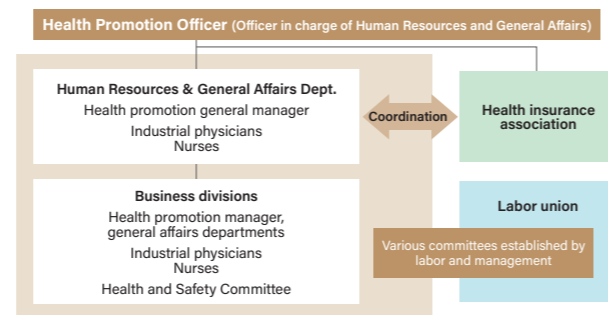 Health Promotion Officer (Officer in charge of Human Resources and General Affairs)
Human Resources & General Affairs Dept.
Health promotion general manager
Industrial physicians
Nurses
Coordination
Health insurance
association
Business divisions
Health promotion manager,
general affairs departments
Industrial physicians
Nurses
Health and Safety Committee
Labor union
Various committees established by
labor and management